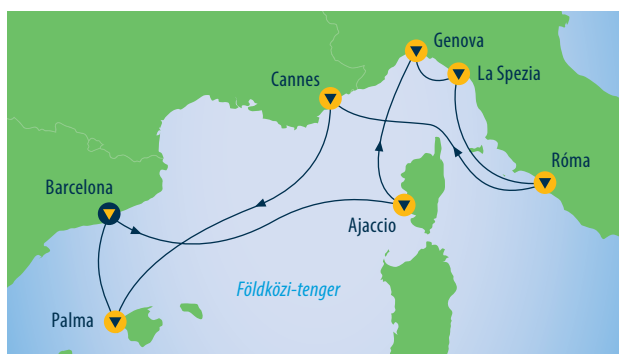 Genova
La Spezia
Cannes
Róma
Barcelona
Ajaccio
Földközi-tenger
Palma